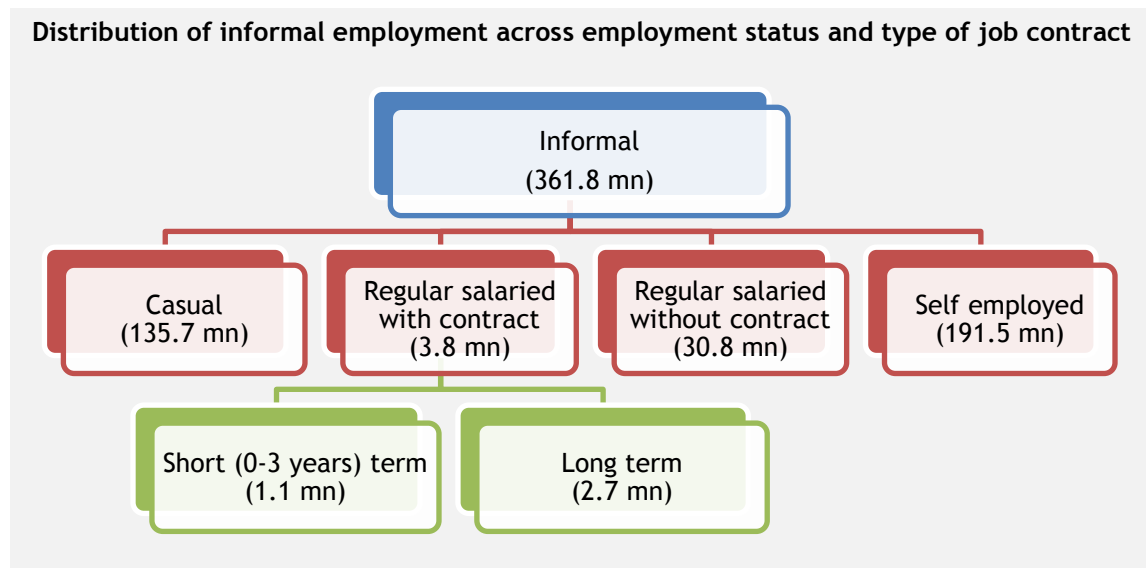 Distribution of informal employment across employment status and type of job contract
Informal
(361.8 mn)
Casual
(135.7 mn)
Regular salaried
with contract
(3.8 mn)
Regular salaried
without contract
(30.8 mn)
Self employed
(191.5 mn)
Short (0-3 years) term
(1.1 mn)
Long term
(2.7 mn)